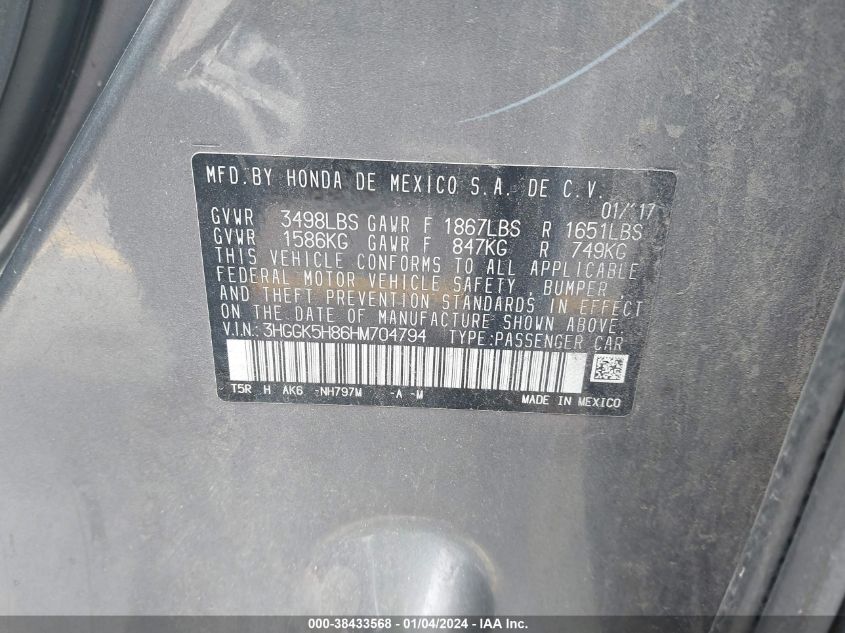 MFD.BY HONDA DE MEXICO S.A. DE C.V.
01/'17
GVWR 3498LBS GAWR F 1867LBS R 1651LBS
GVWR 1586KG GAWR F 847KG R 749KG
THIS VEHICLE CONFORMS TO ALL APPLICABLE
FEDERAL MOTOR VEHICLE SAFETY, BUMPER,
AND THEFT PREVENTION STANDARDS IN EFFECT
ON THE DATE OF MANUFACTURE SHOWN ABOVE.
V.I.N.: 3HGGK5H86HM704794 TYPE:PASSENGER CAR
T5R H AK6 -NH797M -A -M
MADE IN MEXICO
000-38433568 - 01/04/2024 - IAA Inc.